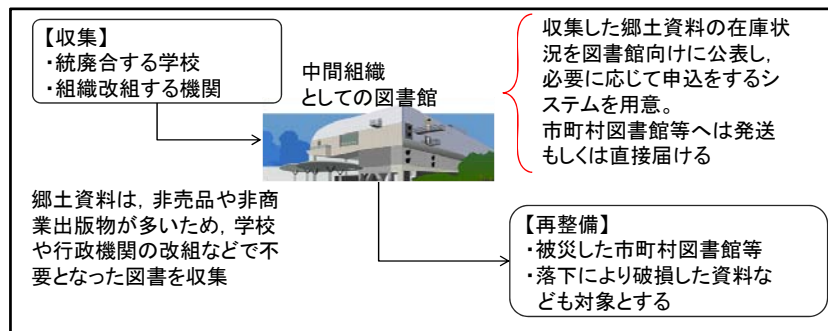 【収集】
・統廃合する学校
・組織改組する機関
中間組織
としての図書館
収集した郷土資料の在庫状
況を図書館向けに公表し,
必要に応じて申込をするシ
ステムを用意。
市町村図書館等へは発送
もしくは直接届ける
郷土資料は, 非売品や非商
業出版物が多いため, 学校
や行政機関の改組などで不
要となった図書を収集
【再整備】
・被災した市町村図書館等
・落下により破損した資料な
ども対象とする